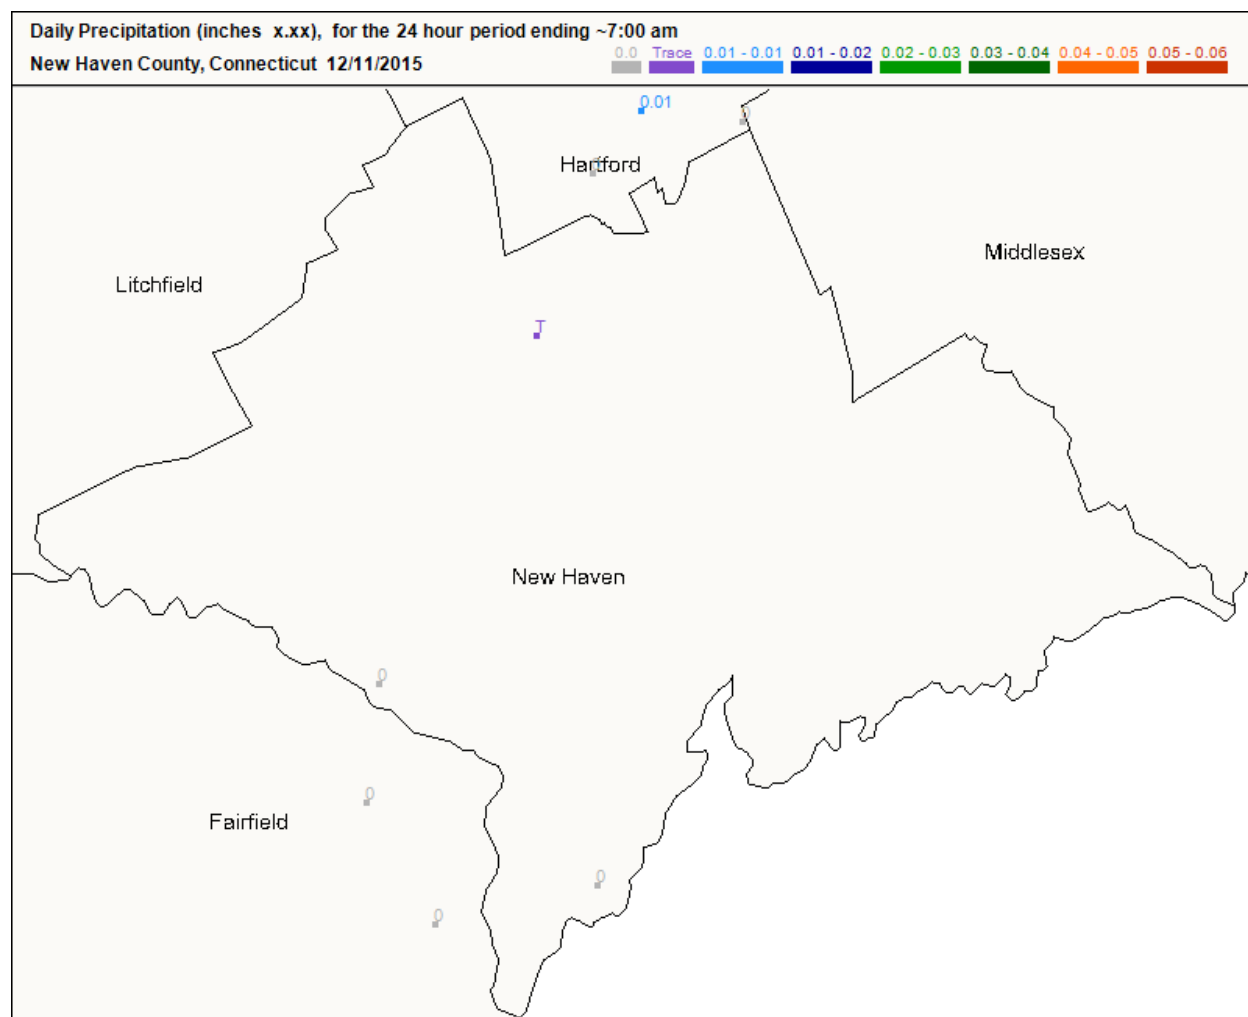 Daily Precipitation (inches x.xx), for the 24 hour period ending ~7:00 am
New Haven County, Connecticut 12/11/2015
0.0 Trace 0.01 - 0.01 0.01 - 0.02 0.02 - 0.03 0.03 - 0.04 0.04 - 0.05 0.05 - 0.06
0.01
0
0
Hartford
Middlesex
Litchfield
T
New Haven
0
0
Fairfield
0
0